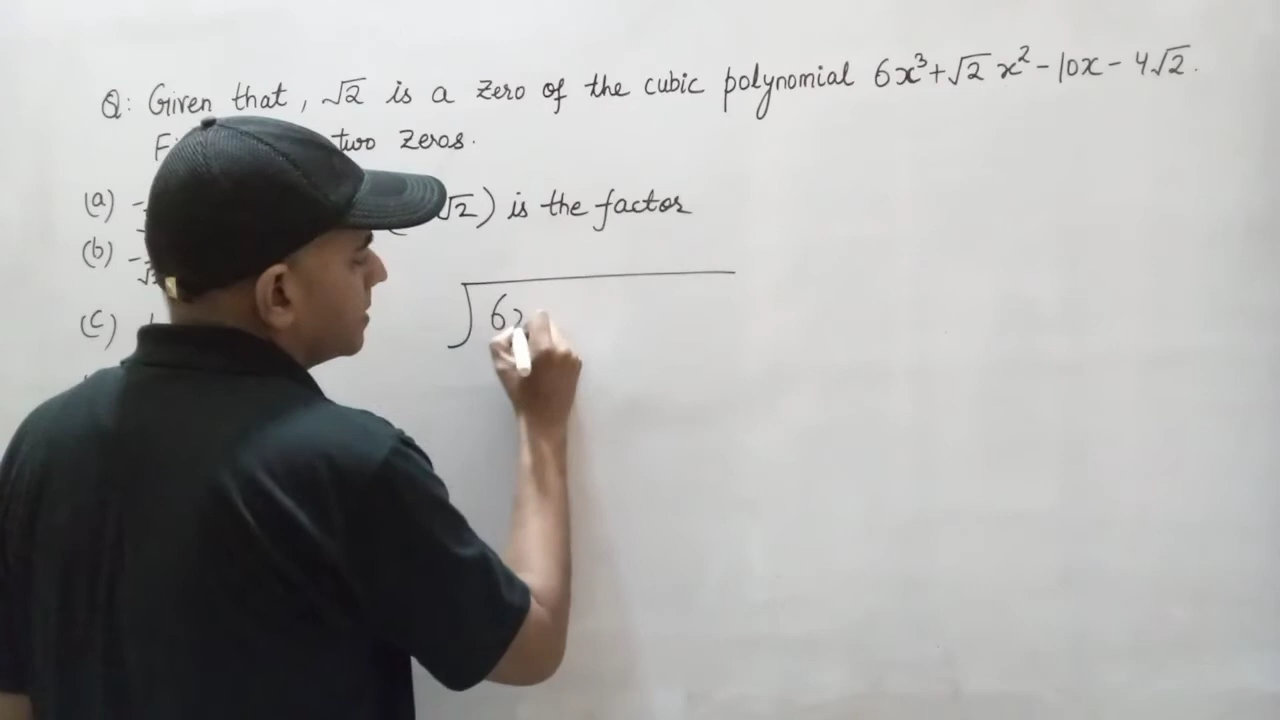 Q: Given that, √2 is a zero of the cubic polynomial 6x³+√2 x²-10x-4√2.
two zeros.
(a) - √2) is the factor
(b) -
(c)
6